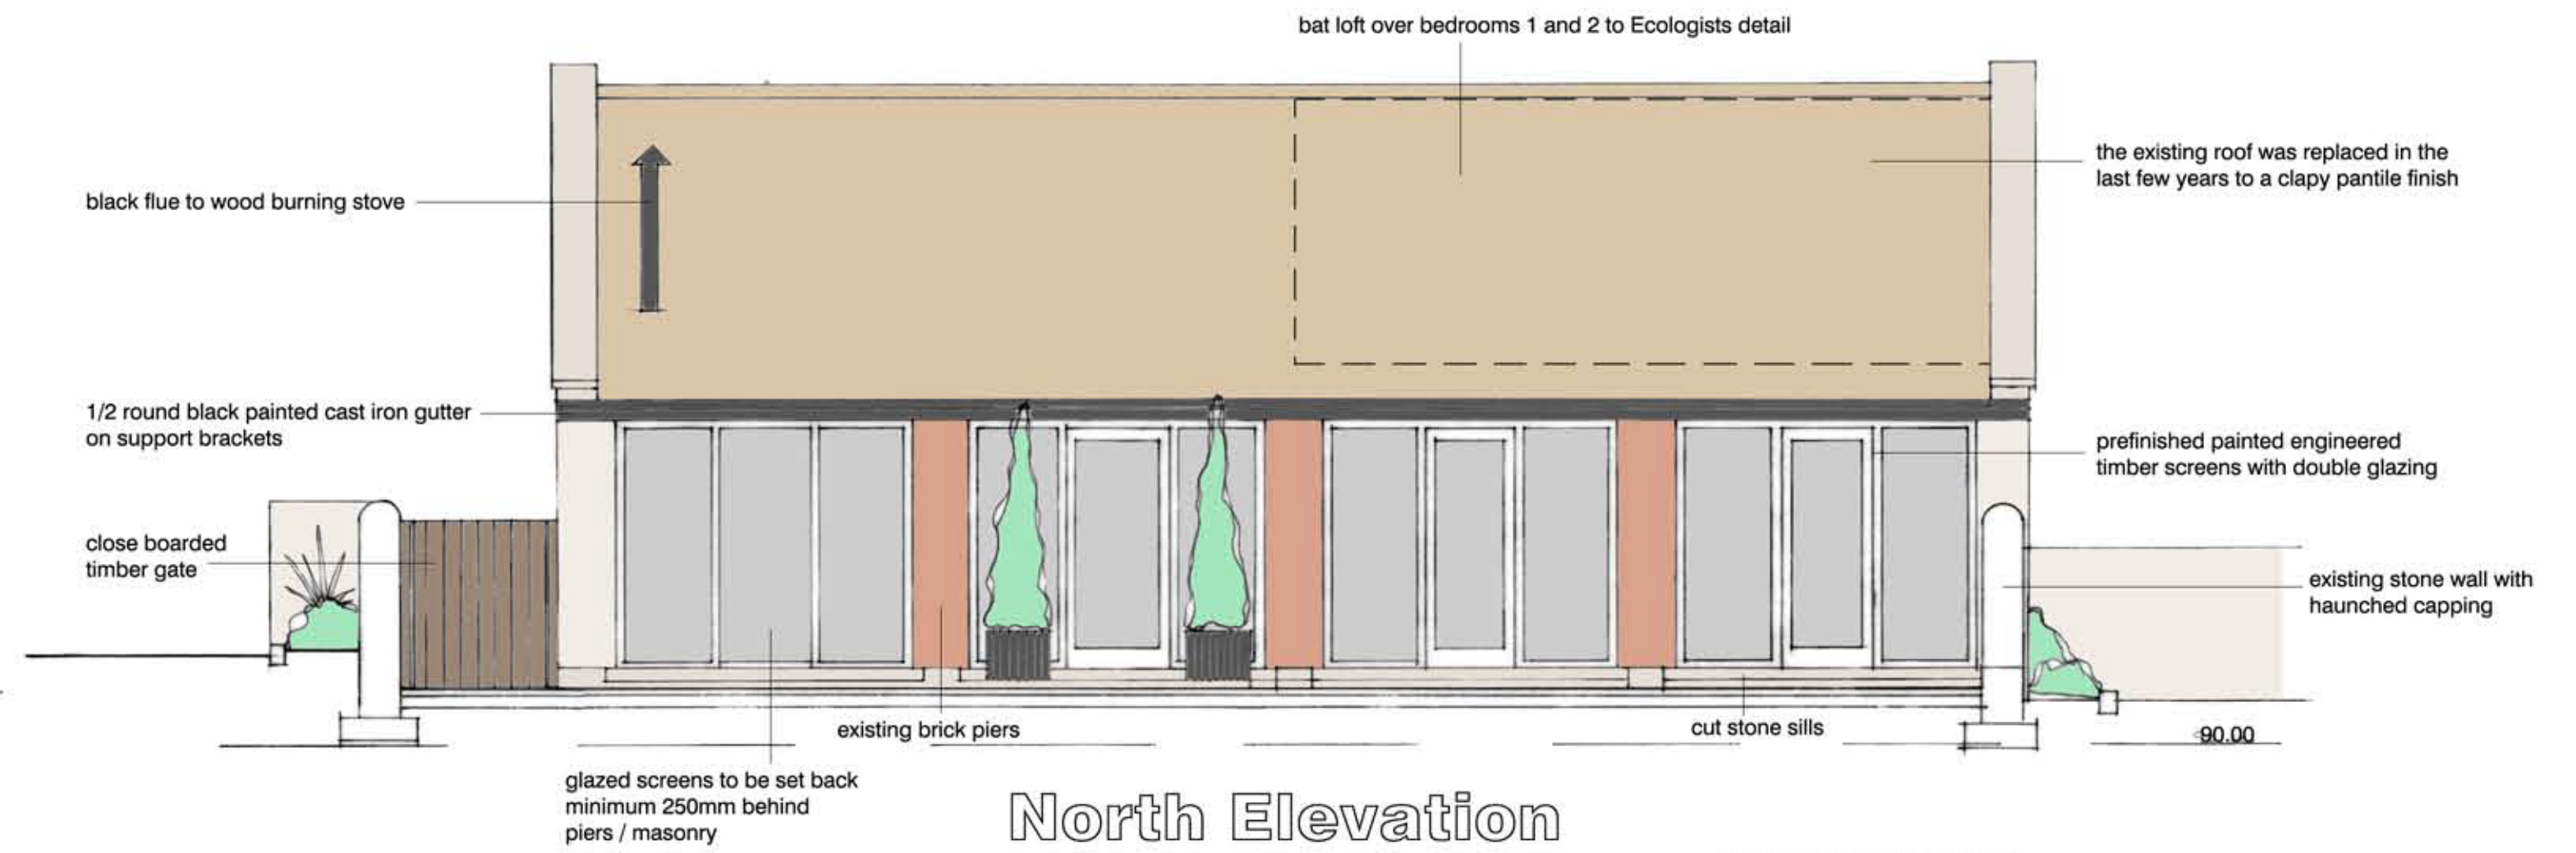 bat loft over bedrooms 1 and 2 to Ecologists detail
the existing roof was replaced in the
last few years to a clapy pantile finish
black flue to wood burning stove
1/2 round black painted cast iron gutter
on support brackets
prefinished painted engineered
timber screens with double glazing
close boarded
timber gate
existing stone wall with
haunched capping
existing brick piers
cut stone sills
90.00
glazed screens to be set back
minimum 250mm behind
piers / masonry
North Elevation